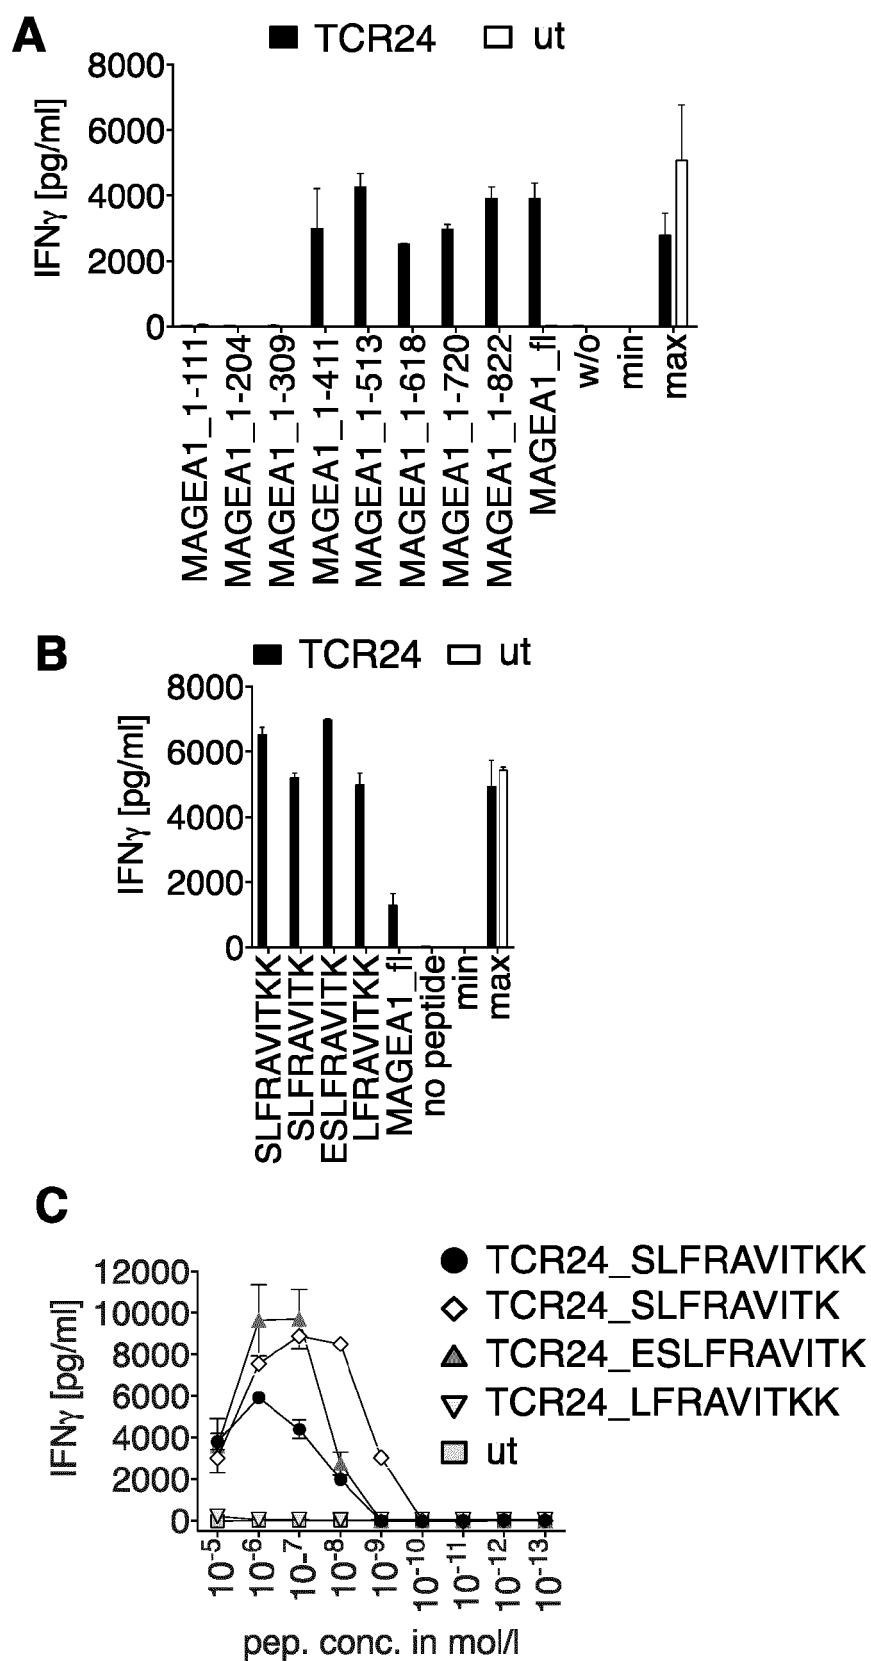 A
TCR24 ut
IFNγ [pg/ml]
8000
6000
4000
2000
0
MAGEA1_1-111
MAGEA1_1-204
MAGEA1_1-309
MAGEA1_1-411
MAGEA1_1-513
MAGEA1_1-618
MAGEA1_1-720
MAGEA1_1-822
MAGEA1_fl
w/o
min
max
B
TCR24 ut
IFNγ [pg/ml]
8000
6000
4000
2000
0
SLFRAVITKK
SLFRAVITK
ESLFRAVITK
LFRAVITKK
MAGEA1_fl
no peptide
min
max
C
IFNγ [pg/ml]
12000
10000
8000
6000
4000
2000
0
10⁻⁵
10⁻⁶
10⁻⁷
10⁻⁸
10⁻⁹
10⁻¹⁰
10⁻¹¹
10⁻¹²
10⁻¹³
pep. conc. in mol/l
TCR24_SLFRAVITKK
TCR24_SLFRAVITK
TCR24_ESLFRAVITK
TCR24_LFRAVITKK
ut